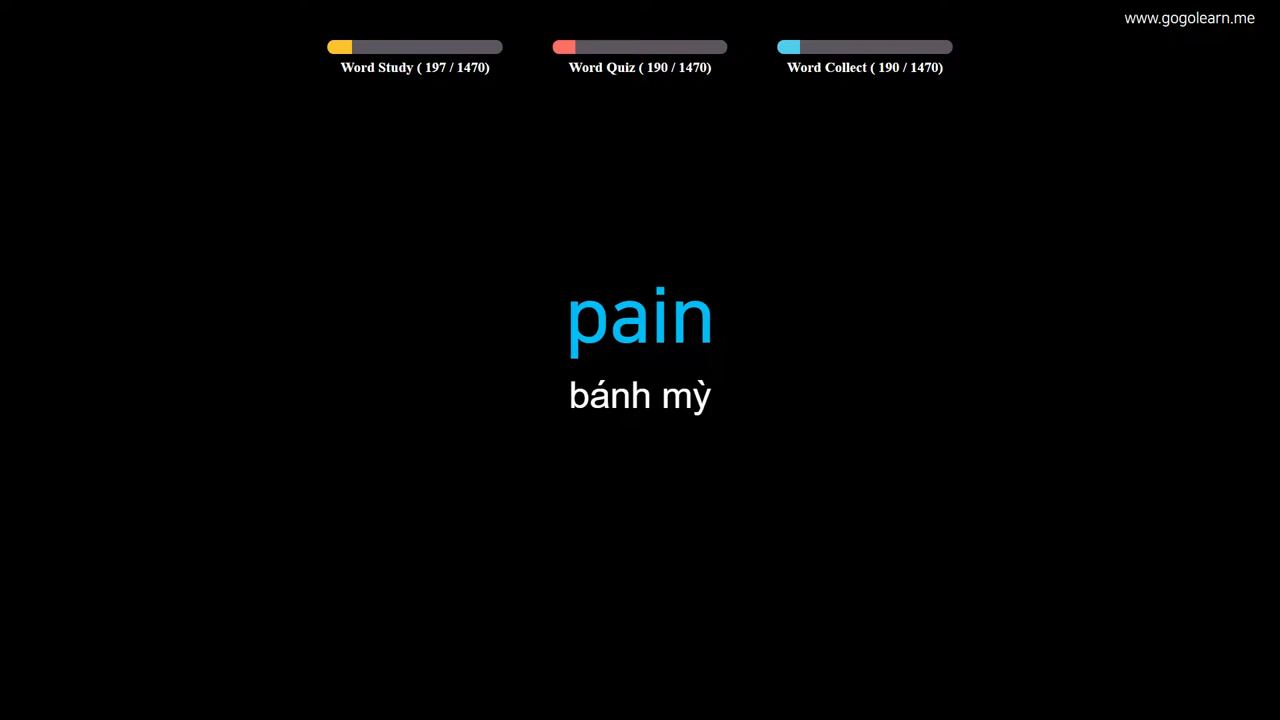 www.gogolearn.me
Word Study ( 197 / 1470)
Word Quiz ( 190 / 1470)
Word Collect ( 190 / 1470)
pain
bánh mỳ